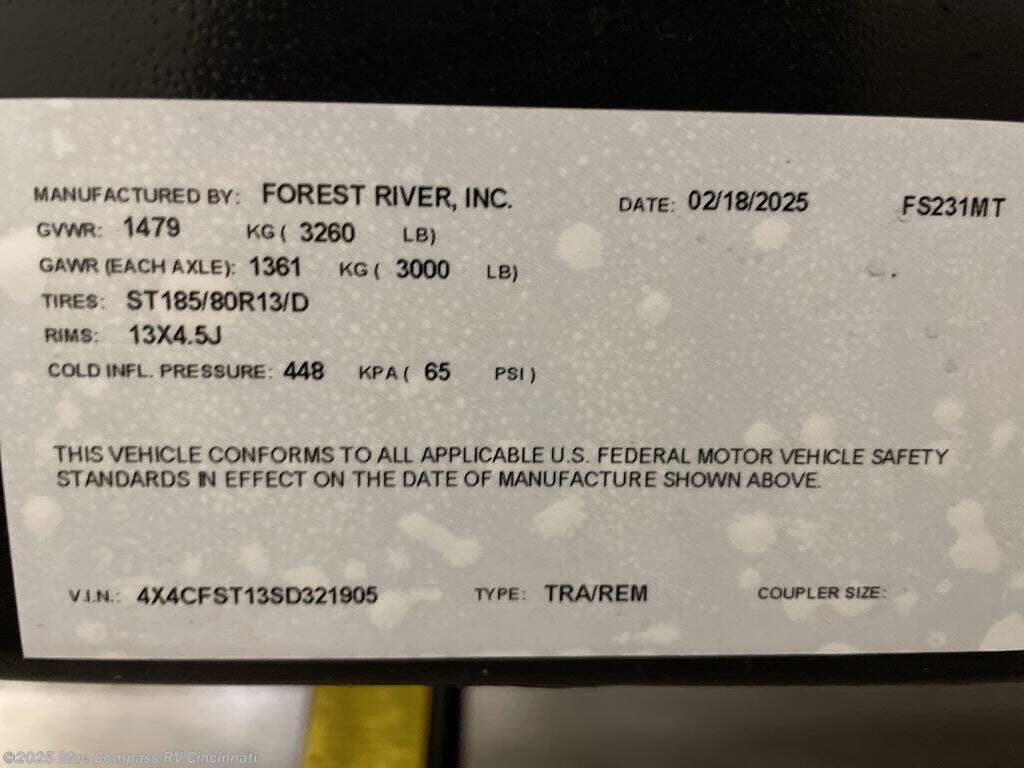 MANUFACTURED BY: FOREST RIVER, INC. DATE: 02/18/2025 FS231MT
GVWR: 1479 KG ( 3260 LB)
GAWR (EACH AXLE): 1361 KG ( 3000 LB)
TIRES: ST185/80R13/D
RIMS: 13X4.5J
COLD INFL. PRESSURE: 448 KPA ( 65 PSI )
THIS VEHICLE CONFORMS TO ALL APPLICABLE U.S. FEDERAL MOTOR VEHICLE SAFETY
STANDARDS IN EFFECT ON THE DATE OF MANUFACTURE SHOWN ABOVE.
V.I.N.: 4X4CFST13SD321905 TYPE: TRA/REM COUPLER SIZE:
©2025 Blue Compass RV Cincinnati